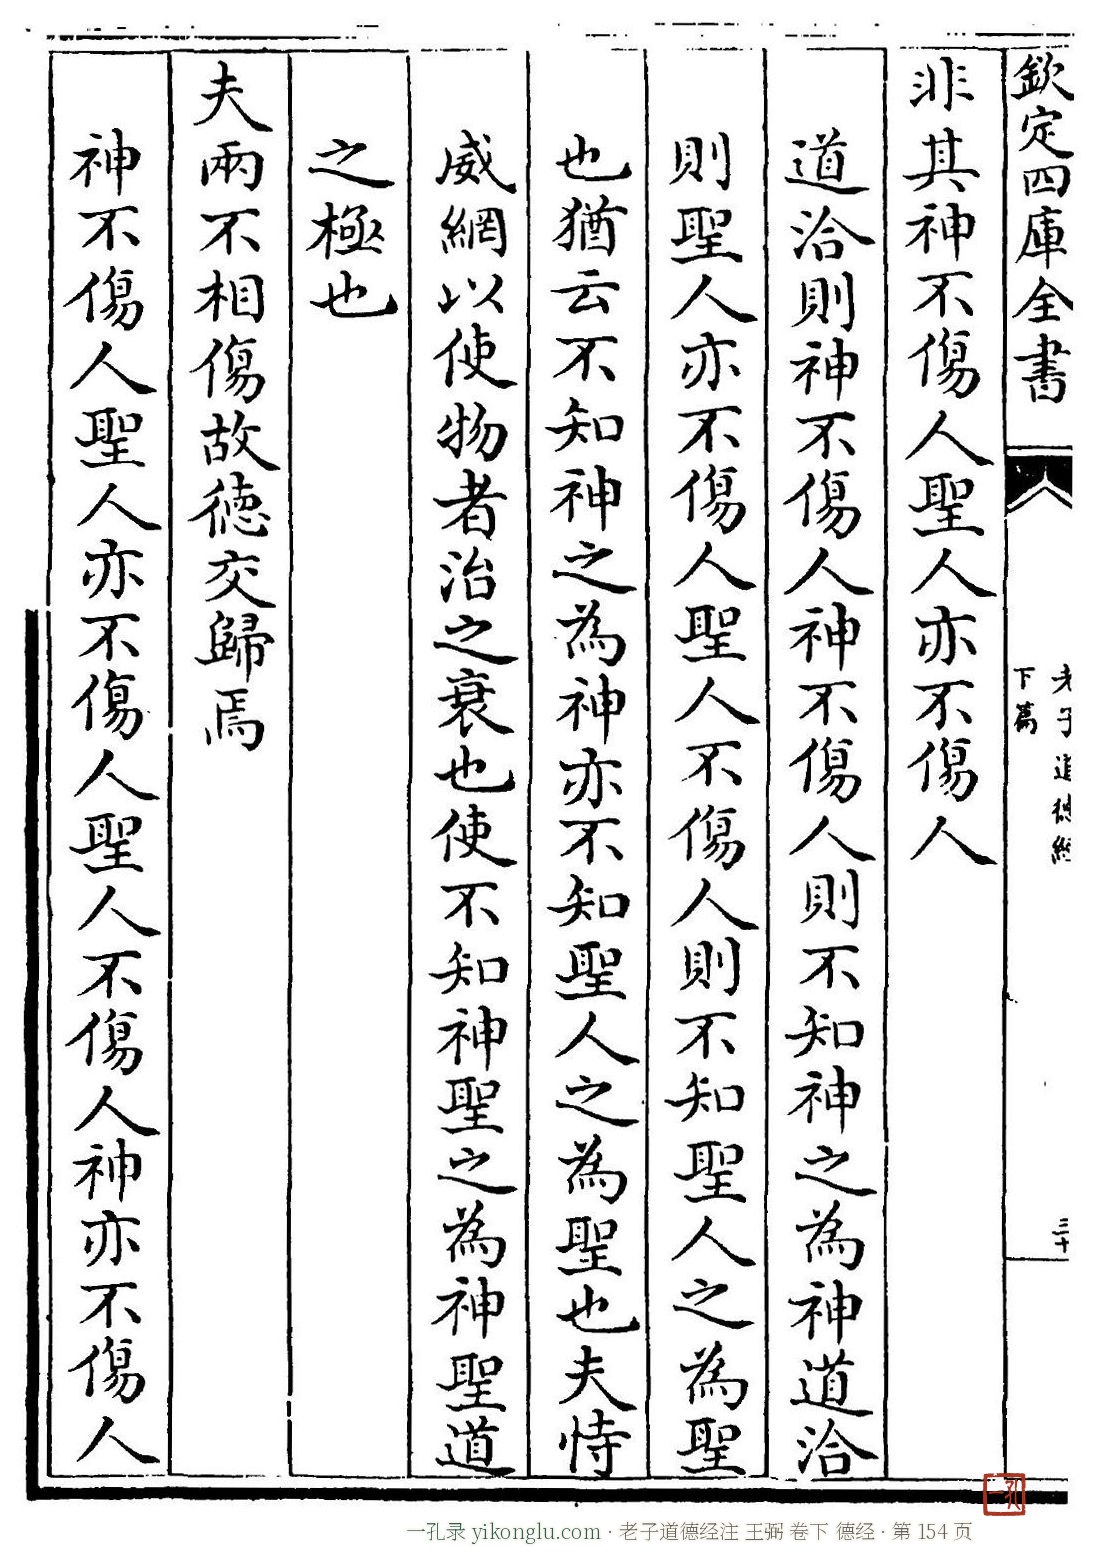 欽定四庫全書
老子道德經
下篇
三十
非其神不傷人聖人亦不傷人
道洽則神不傷人神不傷人則不知神之為神道洽
則聖人亦不傷人聖人不傷人則不知聖人之為聖
也猶云不知神之為神亦不知聖人之為聖也夫恃
威網以使物者治之衰也使不知神聖之為神聖道
之極也
夫兩不相傷故德交歸焉
神不傷人聖人亦不傷人聖人不傷人神亦不傷人
一孔
一孔录 yikonglu.com · 老子道德经注 王弼 卷下 德经 · 第 154 页